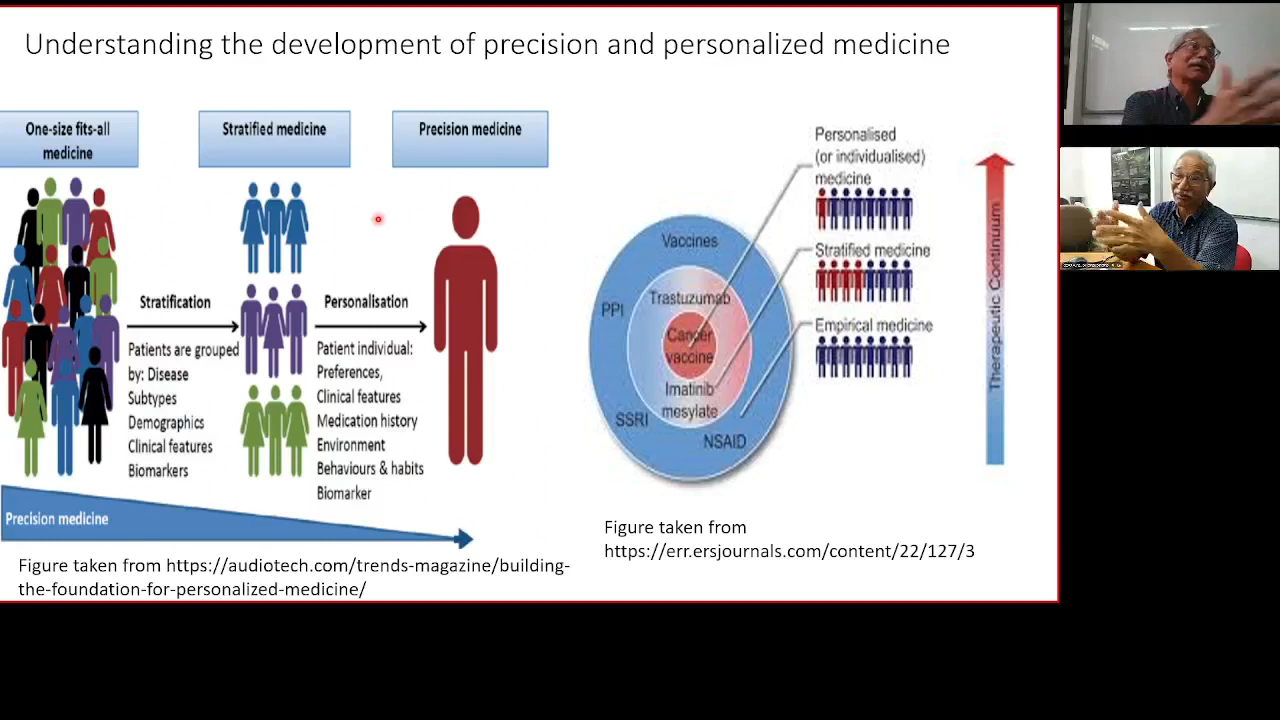 Understanding the development of precision and personalized medicine
One-size fits-all
medicine
Stratified medicine
Precision medicine
Stratification
Patients are grouped
by: Disease
Subtypes
Demographics
Clinical features
Biomarkers
Personalisation
Patient individual:
Preferences,
Clinical features
Medication history
Environment
Behaviours & habits
Biomarker
Precision medicine
Figure taken from https://audiotech.com/trends-magazine/building-
the-foundation-for-personalized-medicine/
Vaccines
PPI
Trastuzumab
Cancer
vaccine
Imatinib
mesylate
SSRI
NSAID
Personalised
(or individualised)
medicine
Stratified medicine
Empirical medicine
Therapeutic Continuum
Figure taken from
https://err.ersjournals.com/content/22/127/3